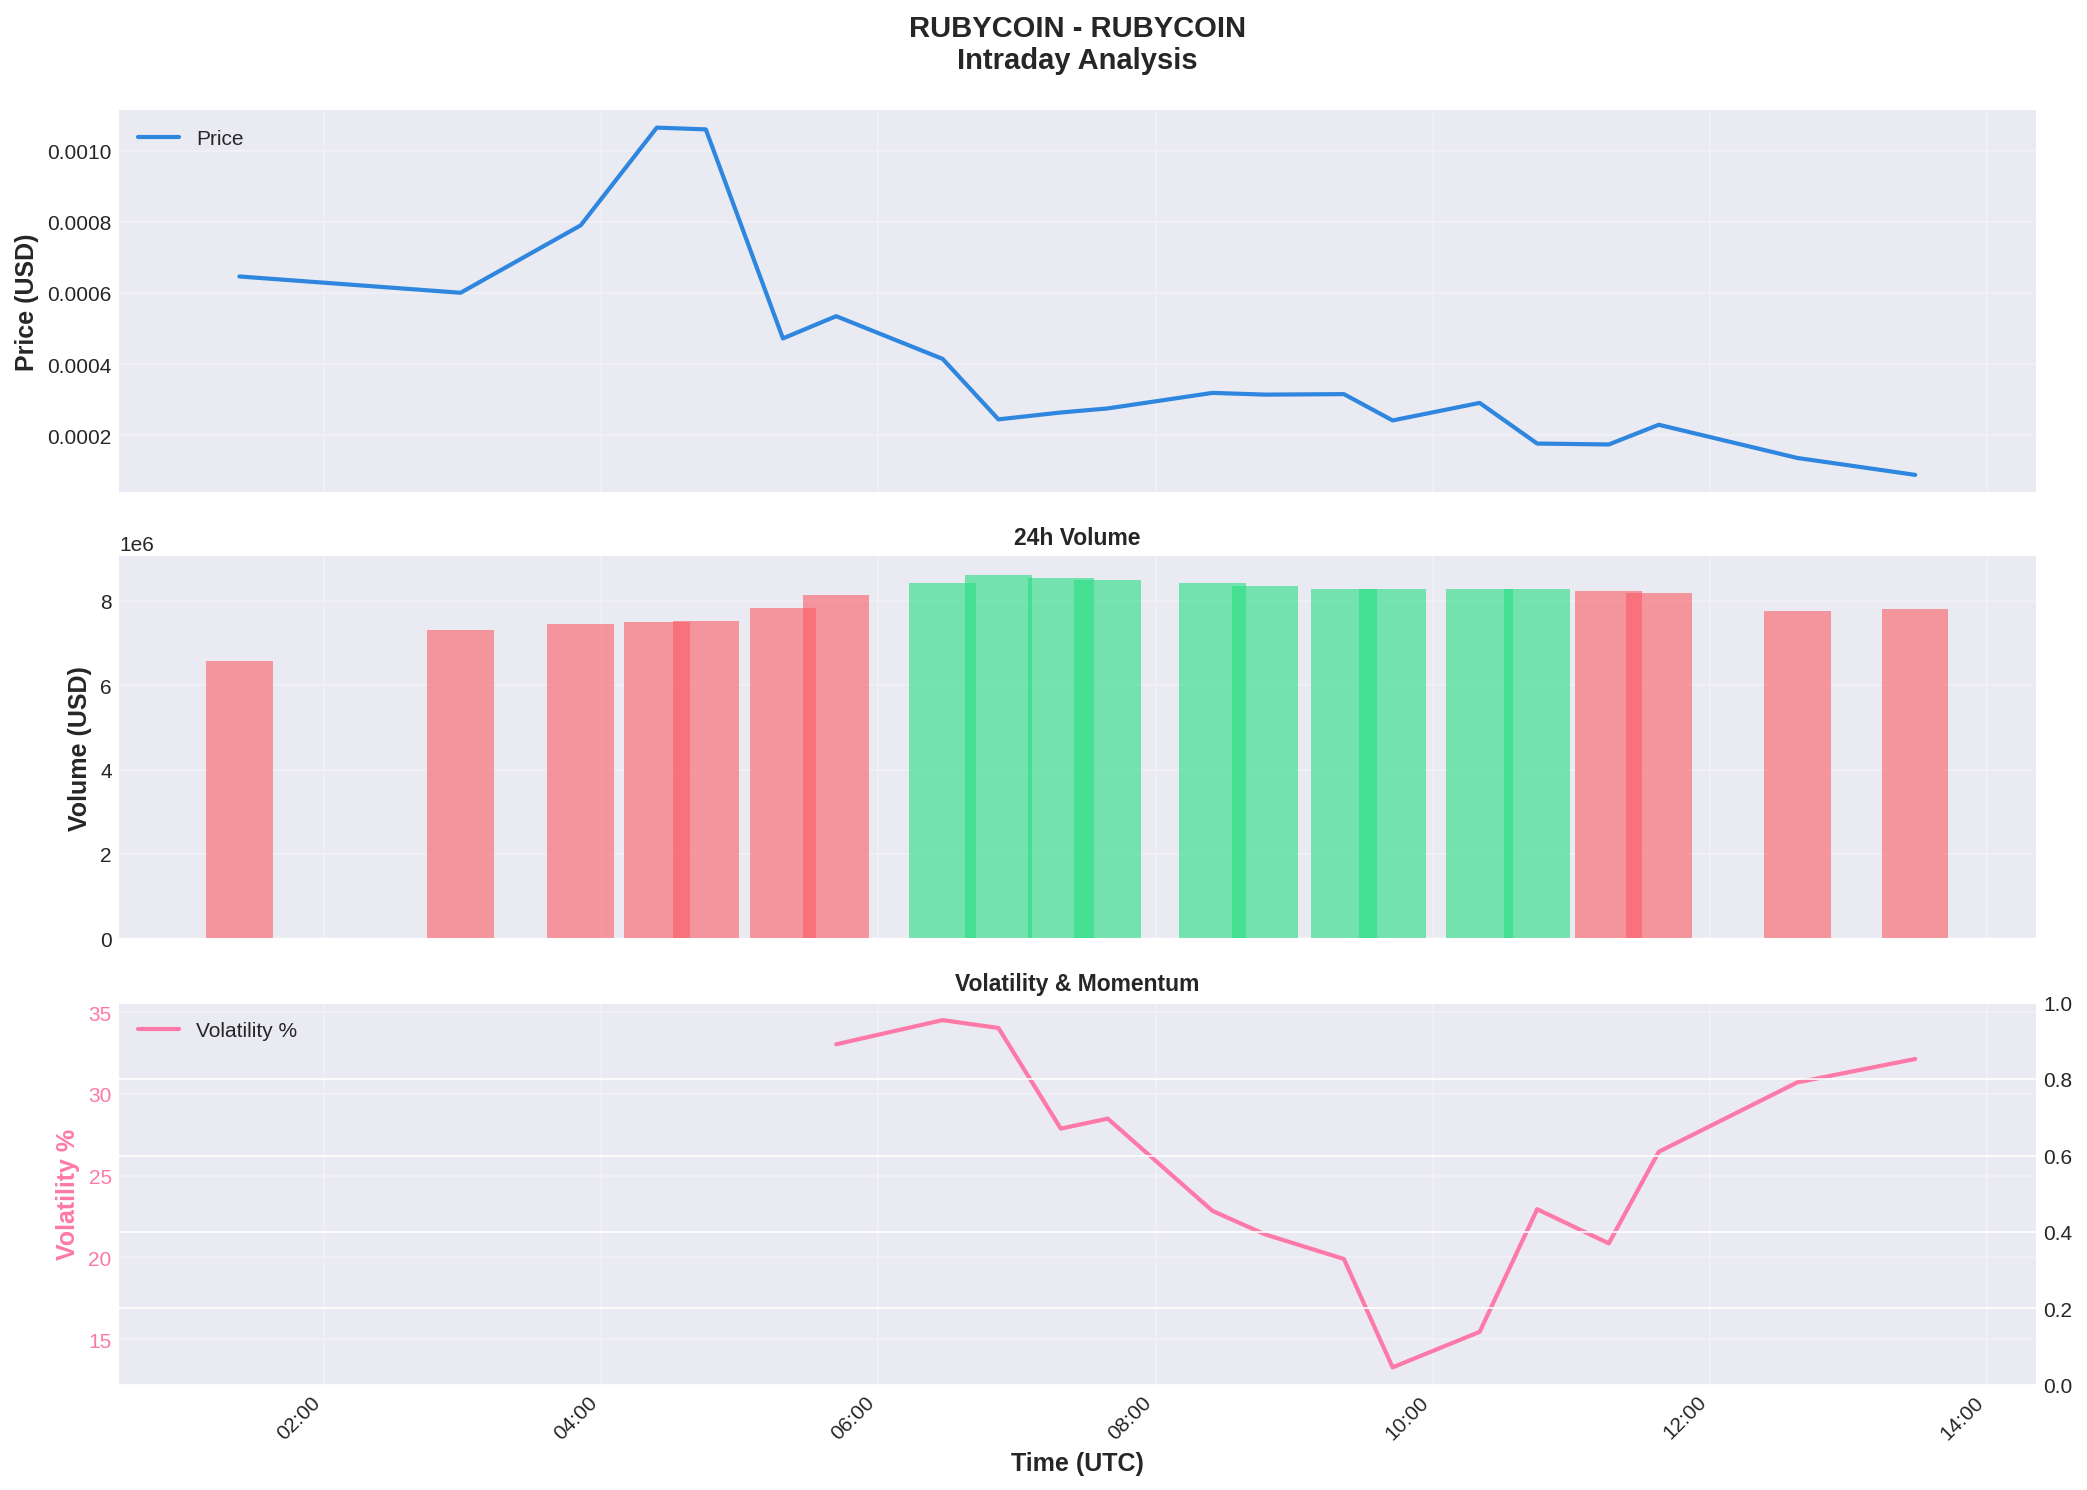 RUBYCOIN - RUBYCOIN
Intraday Analysis
Price
0.0010
0.0008
0.0006
0.0004
0.0002
Price (USD)
24h Volume
1e6
8
6
4
2
0
Volume (USD)
Volatility & Momentum
Volatility %
35
30
25
20
15
Volatility %
1.0
0.8
0.6
0.4
0.2
0.0
02:00
04:00
06:00
08:00
10:00
12:00
14:00
Time (UTC)